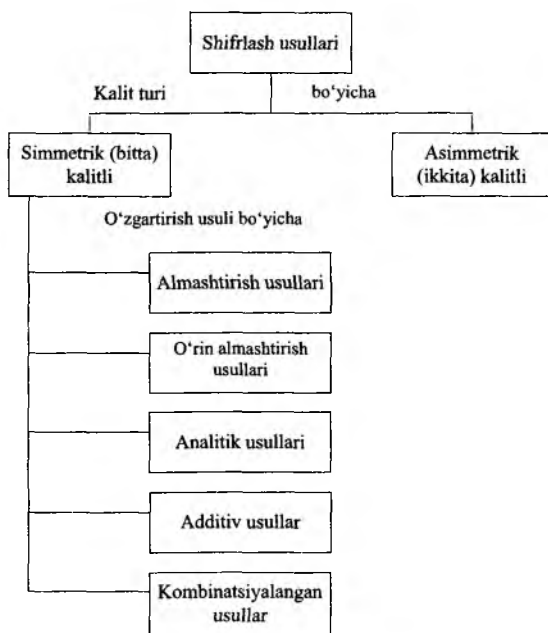 Shifrlash usullari
Kalit turi bo‘yicha
Simmetrik (bitta)
kalitli
Asimmetrik
(ikkita) kalitli
O‘zgartirish usuli bo‘yicha
Almashtirish usullari
O‘rin almashtirish
usullari
Analitik usullari
Additiv usullar
Kombinatsiyalangan
usullar